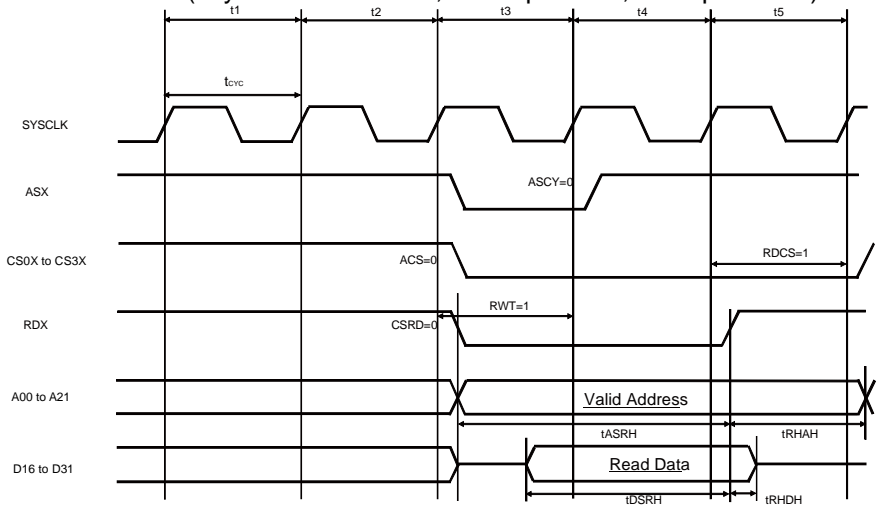 t1 t2 t3 t4 t5
tCYC
SYSCLK
ASX
ASCY=0
CS0X to CS3X
ACS=0
RDCS=1
RWT=1
RDX
CSRD=0
A00 to A21
Valid Address
tASRH
tRHAH
D16 to D31
Read Data
tDSRH
tRHDH